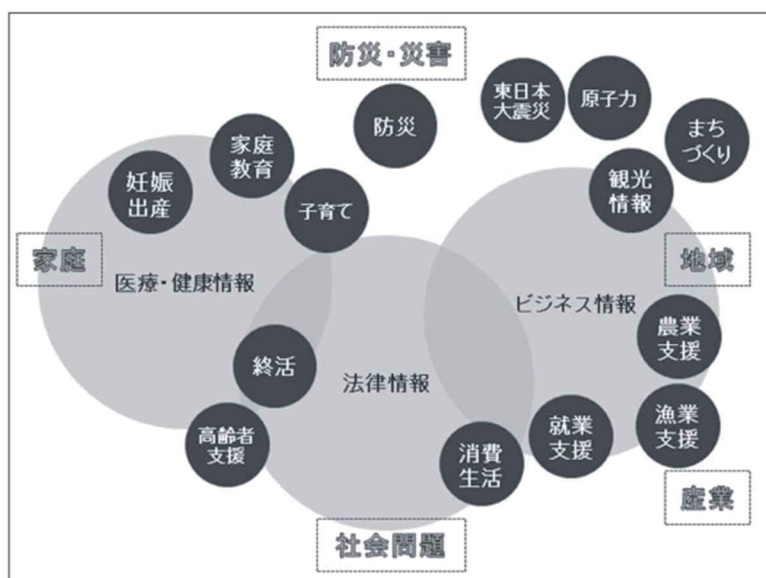 防災・災害
東日本
大震災
原子力
防災
まち
づくり
家庭
教育
妊娠
出産
観光
情報
子育て
家庭
地域
医療・健康情報
ビジネス情報
農業
支援
終活
法律情報
漁業
支援
就業
支援
高齢者
支援
消費
生活
産業
社会問題